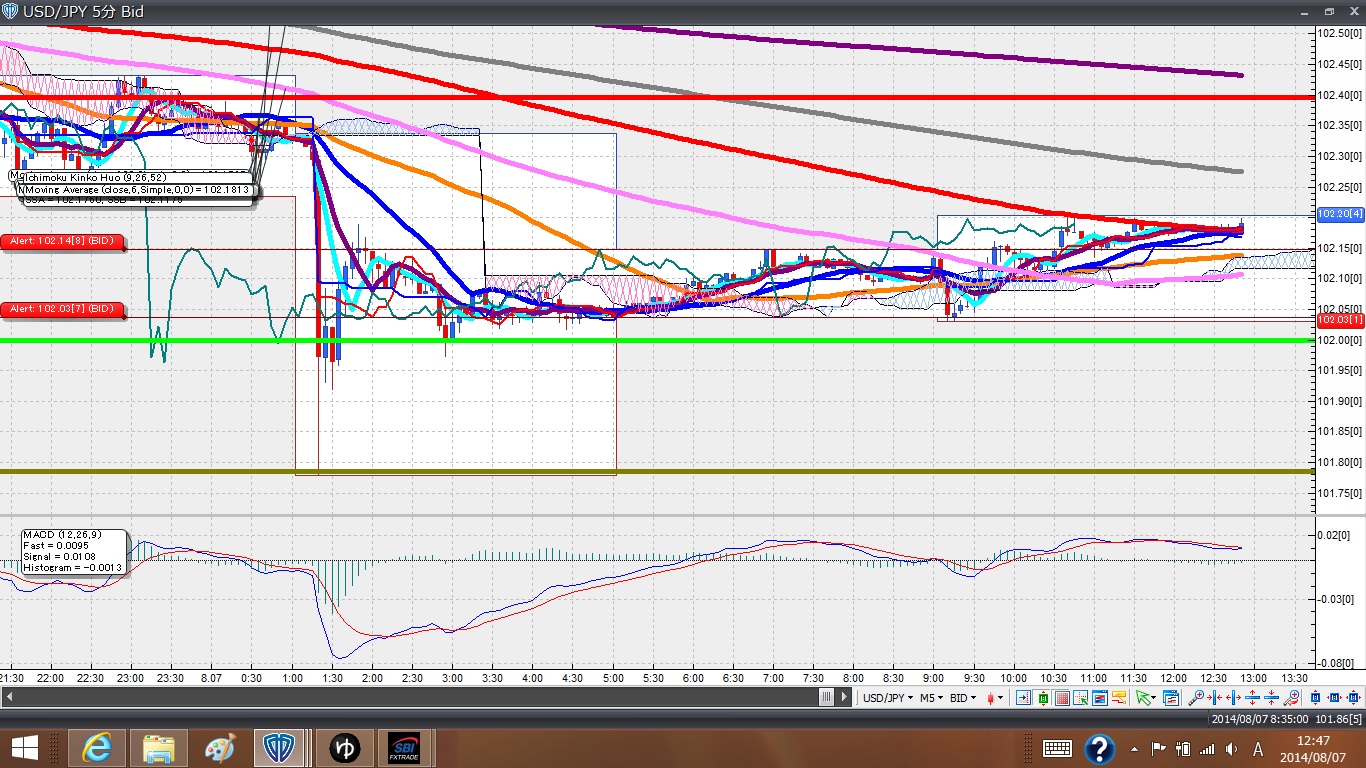 USD/JPY 5分 Bid
102.50[0]
102.45[0]
102.40[0]
102.35[0]
102.30[0]
102.25[0]
102.20[4]
102.15[0]
102.10[0]
102.05[0]
102.03[1]
102.00[0]
101.95[0]
101.90[0]
101.85[0]
101.80[0]
101.75[0]
Ichimoku Kinko Huo (9,26,52)
Moving Average (close,6,Simple,0,0) = 102.1813
SSA = 102.1760, SSB = 102.1175
Alert: 102.14[8] (BID)
Alert: 102.03[7] (BID)
MACD (12,26,9)
Fast = 0.0095
Signal = 0.0108
Histogram = -0.0013
0.02[0]
-0.03[0]
-0.08[0]
21:30 22:00 22:30 23:00 23:30 8.07 0:30 1:00 1:30 2:00 2:30 3:00 3:30 4:00 4:30 5:00 5:30 6:00 6:30 7:00 7:30 8:00 8:30 9:00 9:30 10:00 10:30 11:00 11:30 12:00 12:30 13:00 13:30
USD/JPY M5 BID
2014/08/07 8:35:00 101.86[5]
ゆ
SBI
FXTRADE
A
12:47
2014/08/07